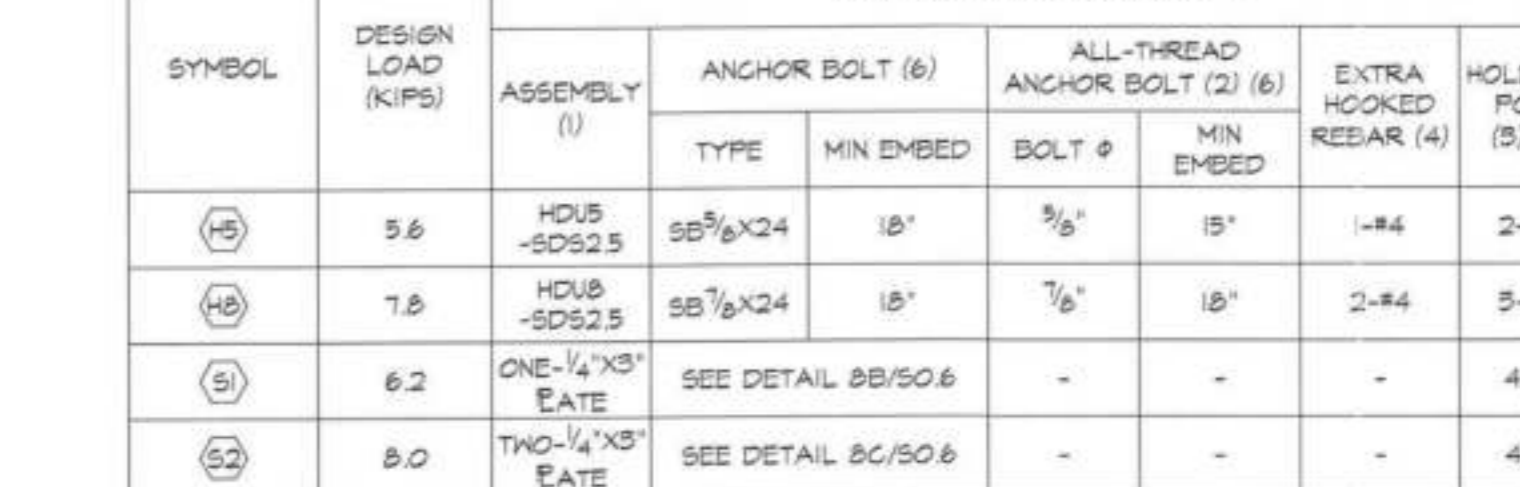 SYMBOL
DESIGN
LOAD
(KIPS)
ASSEMBLY
(1)
ANCHOR BOLT (6)
TYPE
MIN EMBED
ALL-THREAD
ANCHOR BOLT (2) (6)
BOLT Φ
MIN
EMBED
EXTRA
HOOKED
REBAR (4)
H5
5.6
HDU5
-SDS2.5
SB5/8X24
18"
5/8"
15"
1-#4
H8
7.8
HDU8
-SDS2.5
SB7/8X24
18"
7/8"
18"
2-#4
S1
6.2
ONE-1/4"X3"
SEE DETAIL 8B/S0.6
-
-
-
4
S2
8.0
TWO-1/4"X3"
SEE DETAIL 8C/S0.6
-
-
-
4